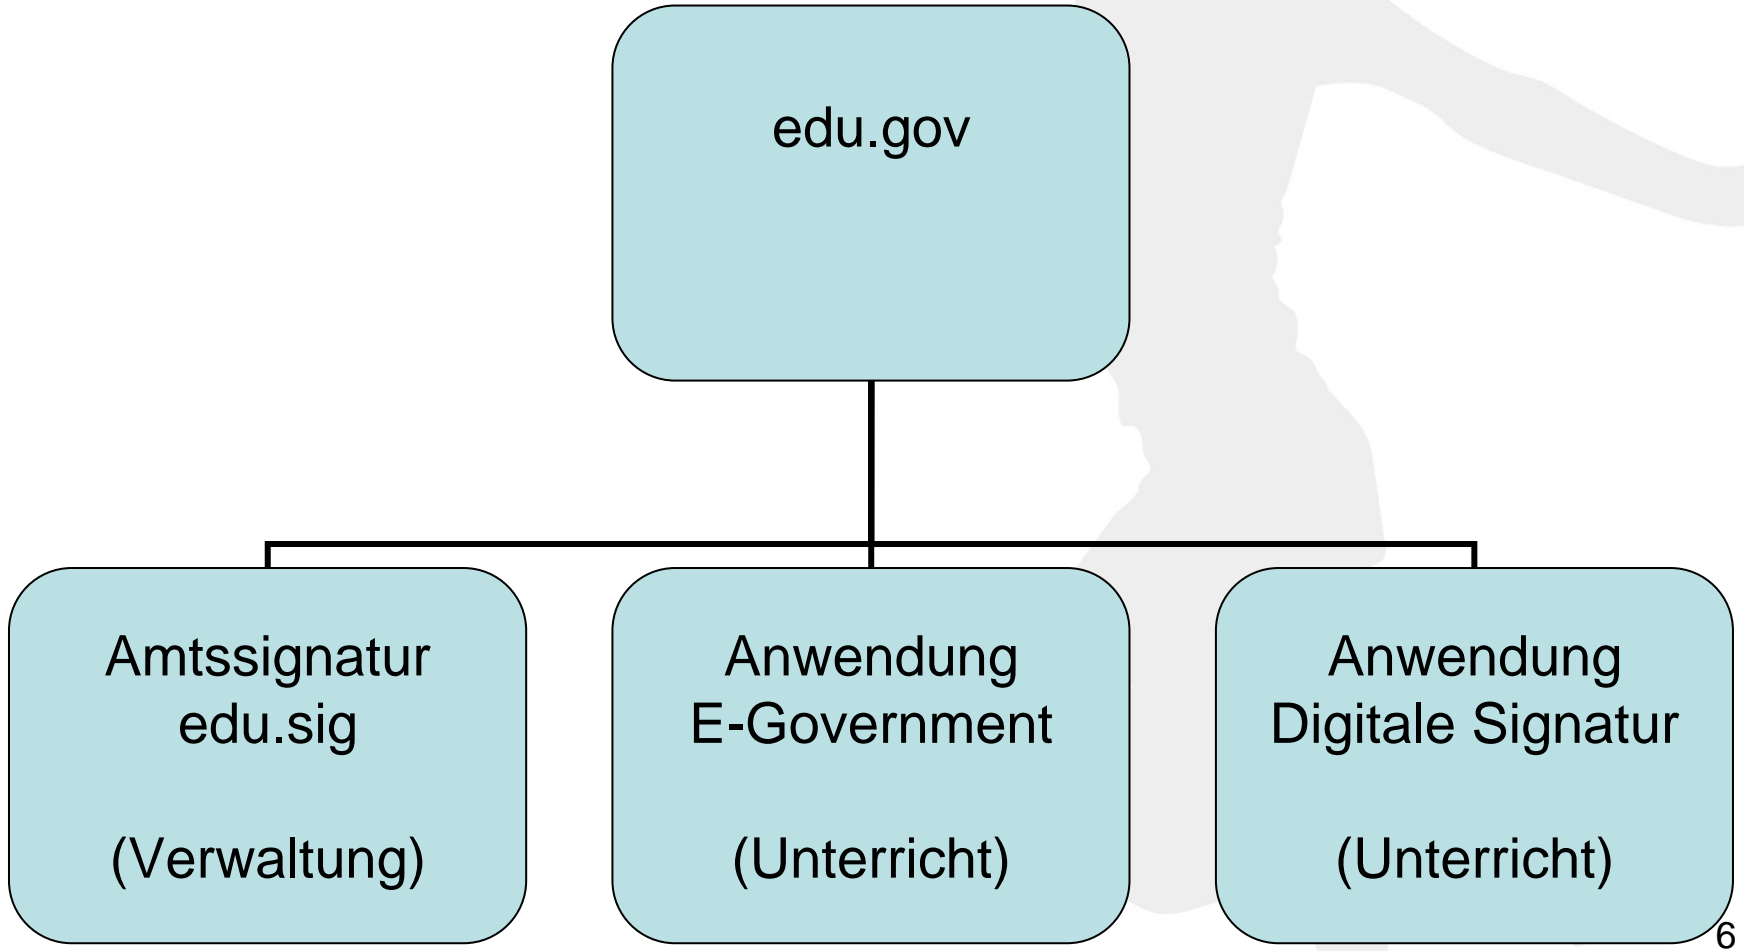 edu.gov
Amtssignatur
edu.sig
(Verwaltung)
Anwendung
E-Government
(Unterricht)
Anwendung
Digitale Signatur
(Unterricht)
6